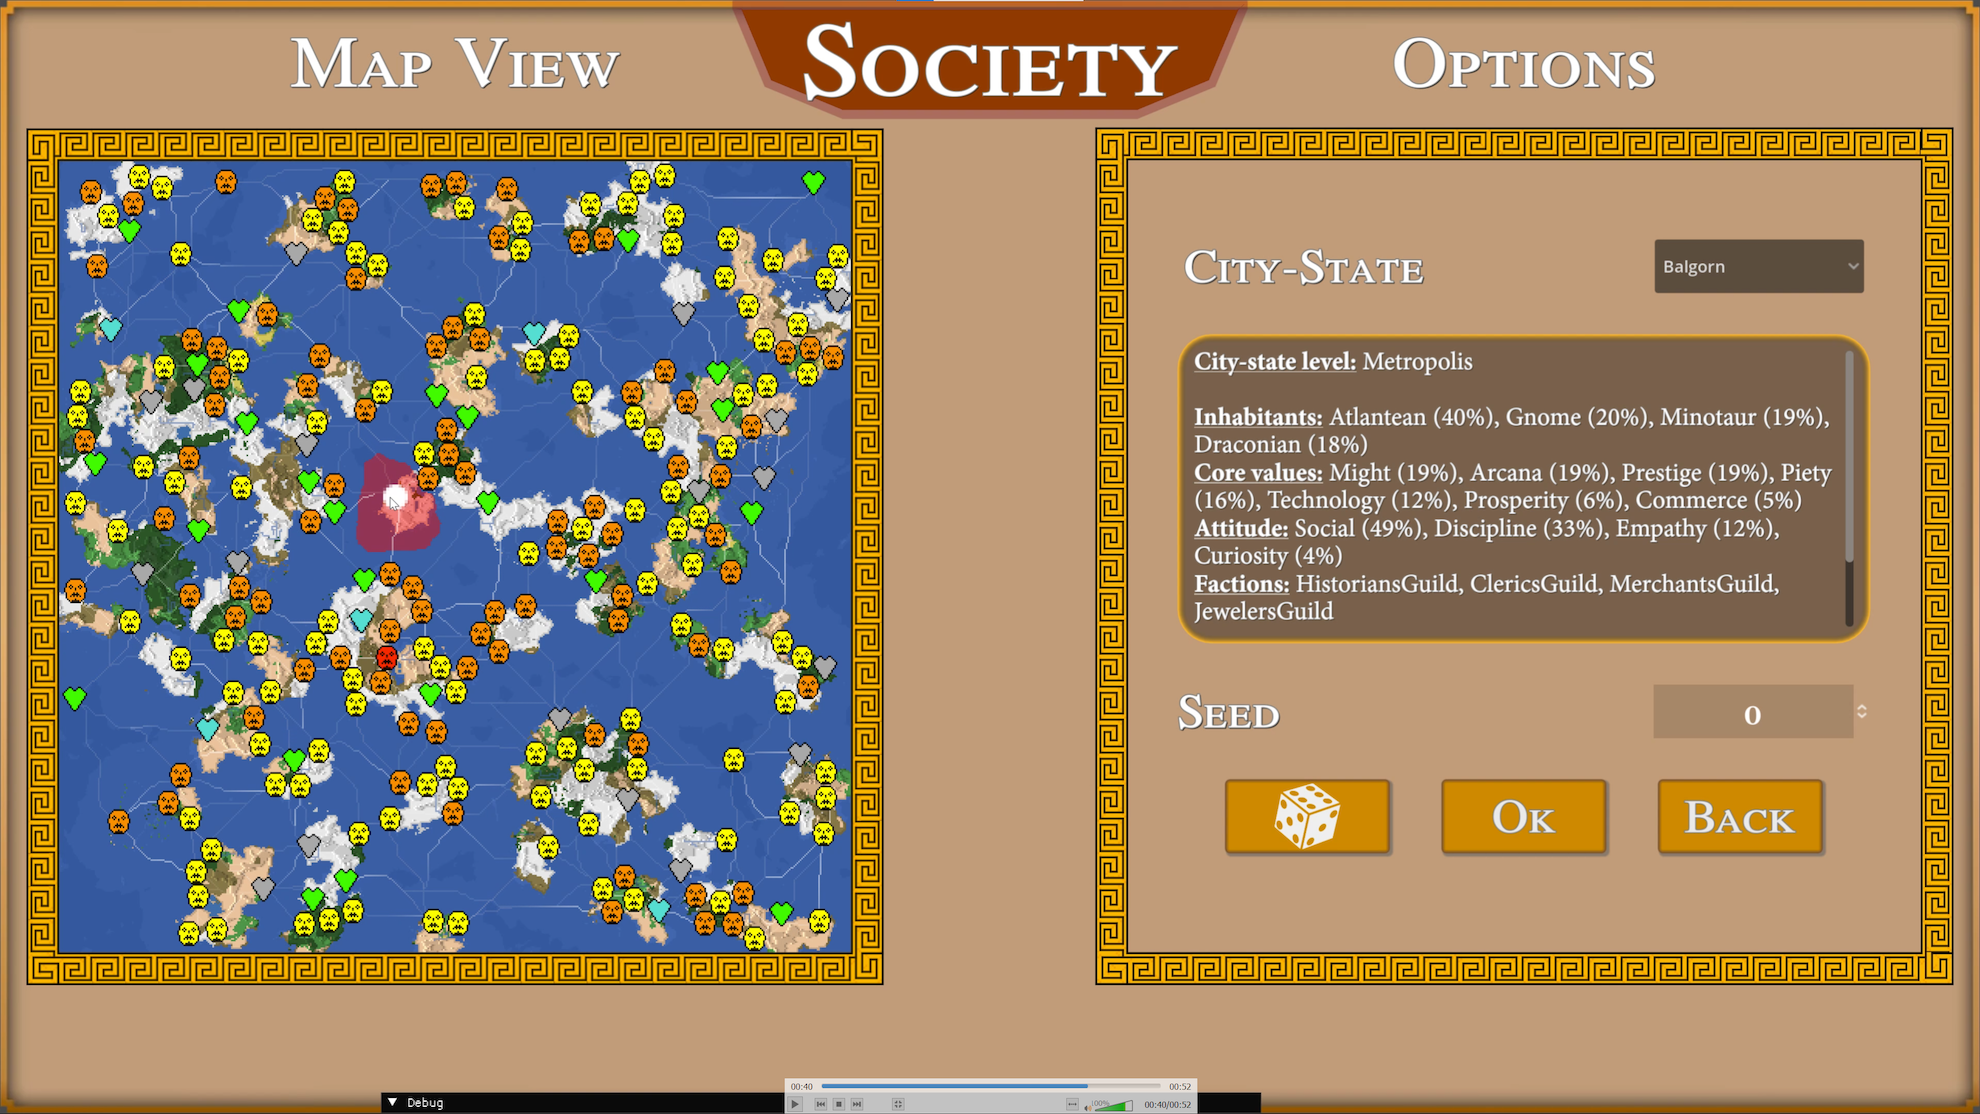 Map View
Society
Options
City-State
Balgorn
City-state level: Metropolis
Inhabitants: Atlantean (40%), Gnome (20%), Minotaur (19%),
Draconian (18%)
Core values: Might (19%), Arcana (19%), Prestige (19%), Piety
(16%), Technology (12%), Prosperity (6%), Commerce (5%)
Attitude: Social (49%), Discipline (33%), Empathy (12%),
Curiosity (4%)
Factions: HistoriansGuild, ClericsGuild, MerchantsGuild,
JewelersGuild
Seed
0
Ok
Back
Debug
00:40
00:52
100%
00:40/00:52